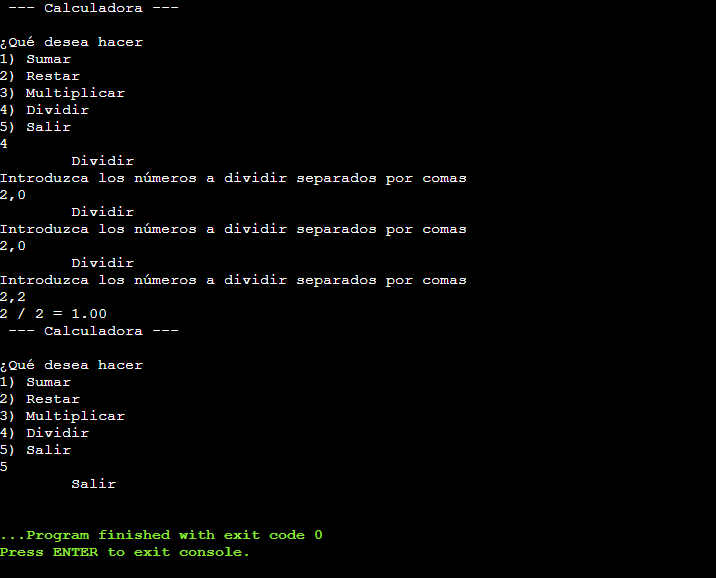 --- Calculadora ---
¿Qué desea hacer
1) Sumar
2) Restar
3) Multiplicar
4) Dividir
5) Salir
4
Dividir
Introduzca los números a dividir separados por comas
2,0
Dividir
Introduzca los números a dividir separados por comas
2,0
Dividir
Introduzca los números a dividir separados por comas
2,2
2 / 2 = 1.00
--- Calculadora ---
¿Qué desea hacer
1) Sumar
2) Restar
3) Multiplicar
4) Dividir
5) Salir
5
Salir
...Program finished with exit code 0
Press ENTER to exit console.